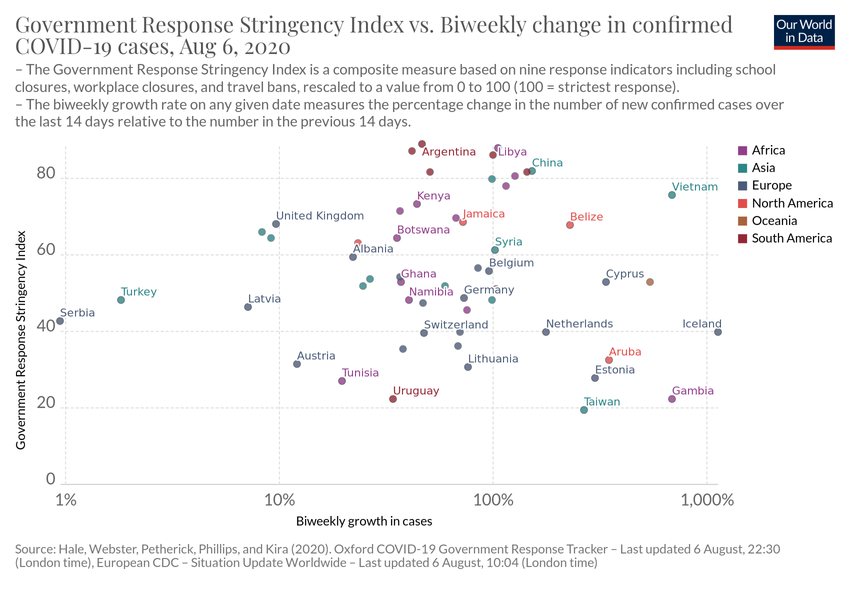 Government Response Stringency Index vs. Biweekly change in confirmed
COVID-19 cases, Aug 6, 2020
Our World
in Data
– The Government Response Stringency Index is a composite measure based on nine response indicators including school
closures, workplace closures, and travel bans, rescaled to a value from 0 to 100 (100 = strictest response).
– The biweekly growth rate on any given date measures the percentage change in the number of new confirmed cases over
the last 14 days relative to the number in the previous 14 days.
Argentina
Libya
China
Vietnam
Kenya
Jamaica
Belize
United Kingdom
Botswana
Albania
Syria
Belgium
Ghana
Cyprus
Turkey
Namibia
Germany
Latvia
Serbia
Switzerland
Netherlands
Iceland
Austria
Lithuania
Aruba
Estonia
Tunisia
Uruguay
Gambia
Taiwan
Africa
Asia
Europe
North America
Oceania
South America
80
60
40
20
0
Government Response Stringency Index
1%
10%
100%
1,000%
Biweekly growth in cases
Source: Hale, Webster, Petherick, Phillips, and Kira (2020). Oxford COVID-19 Government Response Tracker – Last updated 6 August, 22:30
(London time), European CDC – Situation Update Worldwide – Last updated 6 August, 10:04 (London time)